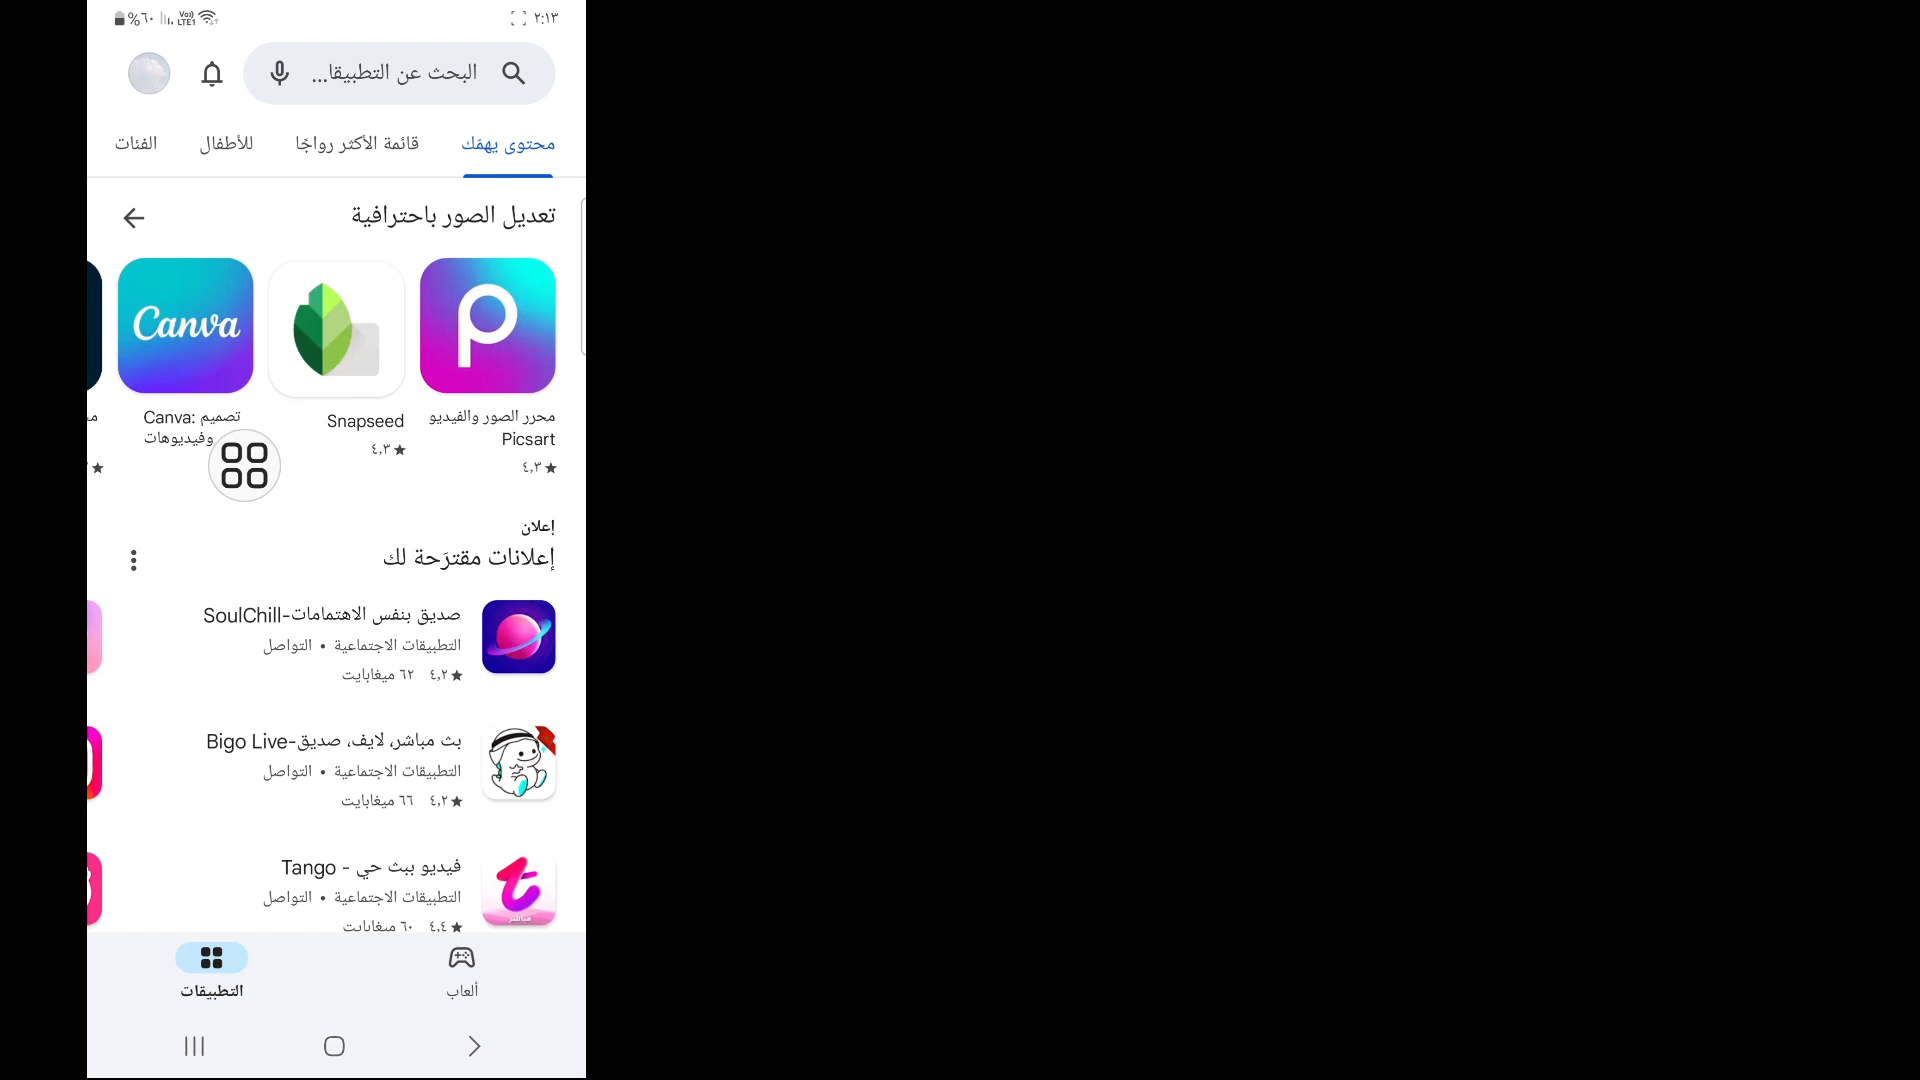 ٢:١٣
%٦٠
البحث عن التطبيقا...
محتوى يهمّك
قائمة الأكثر رواجًا
للأطفال
الفئات
تعديل الصور باحترافية
Canva
محرر الصور والفيديو
Picsart
٤,٣
Snapseed
٤,٣
Canva: تصميم
وفيديوهات
إعلان
إعلانات مقترَحة لك
SoulChill-صديق بنفس الاهتمامات
التطبيقات الاجتماعية • التواصل
٤,٢ ٦٢ ميغابايت
Bigo Live-بث مباشر، لايف، صديق
التطبيقات الاجتماعية • التواصل
٤,٢ ٦٦ ميغابايت
Tango - فيديو ببث حي
التطبيقات الاجتماعية • التواصل
٤,٤ ٦٠ ميغابايت
مباشر
ألعاب
التطبيقات